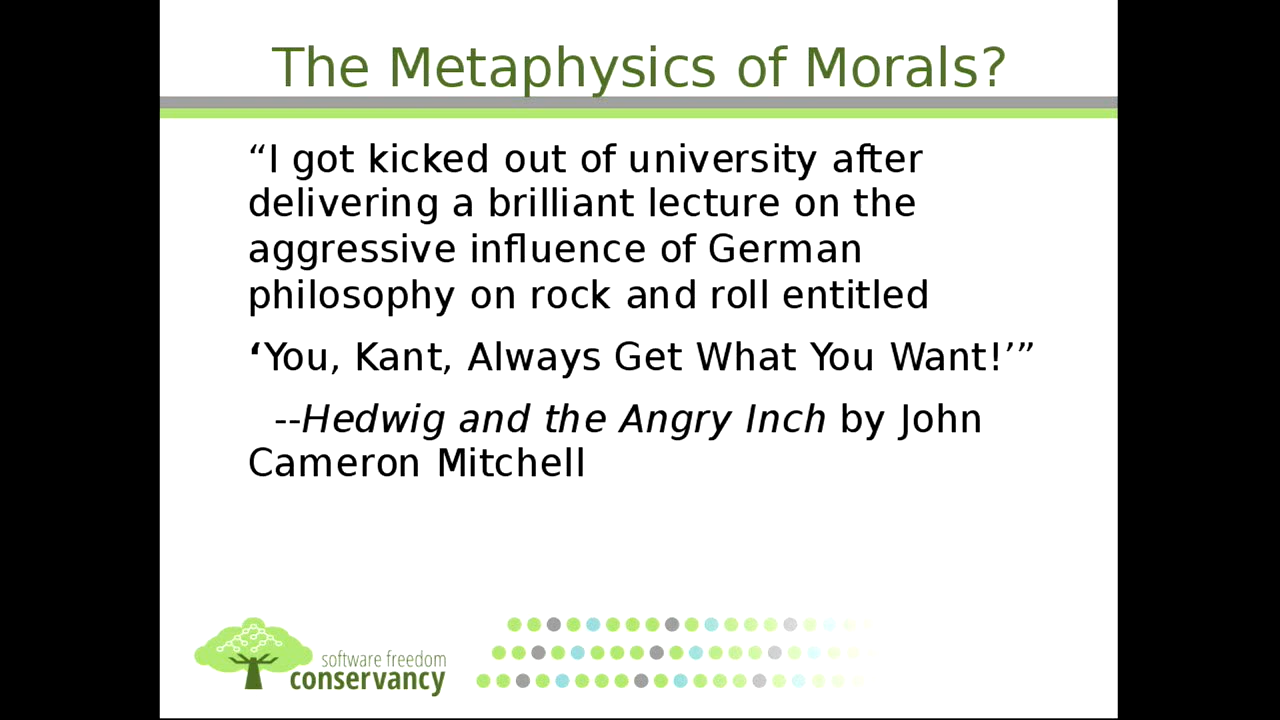 The Metaphysics of Morals?
“I got kicked out of university after
delivering a brilliant lecture on the
aggressive influence of German
philosophy on rock and roll entitled
‘You, Kant, Always Get What You Want!’”
--Hedwig and the Angry Inch by John
Cameron Mitchell
software freedom
conservancy